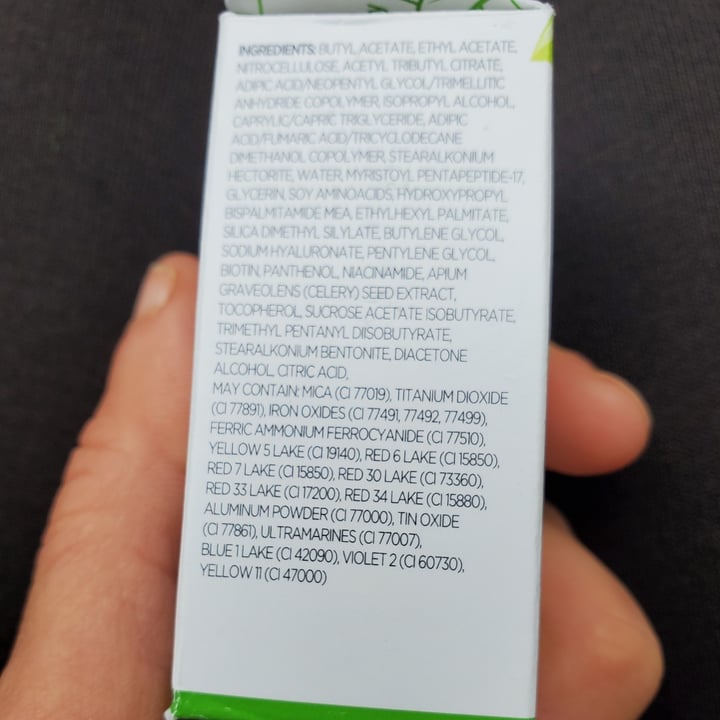 INGREDIENTS: BUTYL ACETATE, ETHYL ACETATE,
NITROCELLULOSE, ACETYL TRIBUTYL CITRATE,
ADIPIC ACID/NEOPENTYL GLYCOL/TRIMELLITIC
ANHYDRIDE COPOLYMER, ISOPROPYL ALCOHOL,
CAPRYLIC/CAPRIC TRIGLYCERIDE, ADIPIC
ACID/FUMARIC ACID/TRICYCLODECANE
DIMETHANOL COPOLYMER, STEARALKONIUM
HECTORITE, WATER, MYRISTOYL PENTAPEPTIDE-17,
GLYCERIN, SOY AMINOACIDS, HYDROXYPROPYL
BISPALMITAMIDE MEA, ETHYLHEXYL PALMITATE,
SILICA DIMETHYL SILYLATE, BUTYLENE GLYCOL,
SODIUM HYALURONATE, PENTYLENE GLYCOL,
BIOTIN, PANTHENOL, NIACINAMIDE, APIUM
GRAVEOLENS (CELERY) SEED EXTRACT,
TOCOPHEROL, SUCROSE ACETATE ISOBUTYRATE,
TRIMETHYL PENTANYL DIISOBUTYRATE,
STEARALKONIUM BENTONITE, DIACETONE
ALCOHOL, CITRIC ACID,
MAY CONTAIN: MICA (CI 77019), TITANIUM DIOXIDE
(CI 77891), IRON OXIDES (CI 77491, 77492, 77499),
FERRIC AMMONIUM FERROCYANIDE (CI 77510),
YELLOW 5 LAKE (CI 19140), RED 6 LAKE (CI 15850),
RED 7 LAKE (CI 15850), RED 30 LAKE (CI 73360),
RED 33 LAKE (CI 17200), RED 34 LAKE (CI 15880),
ALUMINUM POWDER (CI 77000), TIN OXIDE
(CI 77861), ULTRAMARINES (CI 77007),
BLUE 1 LAKE (CI 42090), VIOLET 2 (CI 60730),
YELLOW 11 (CI 47000)